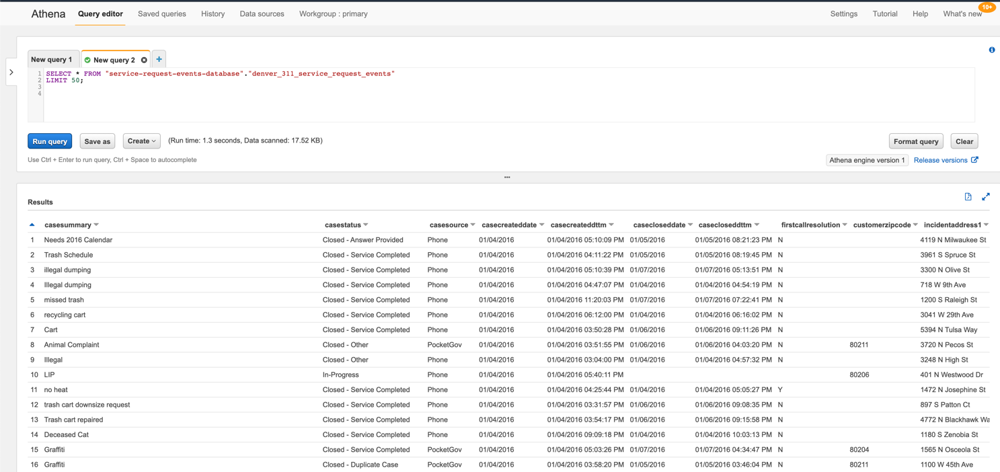 Athena Query editor Saved queries History Data sources Workgroup : primary Settings Tutorial Help What's new 10+
New query 1 New query 2 +
1 SELECT * FROM "service-request-events-database"."denver_311_service_request_events"
2 LIMIT 50;
3
4
Run query Save as Create (Run time: 1.3 seconds, Data scanned: 17.52 KB) Format query Clear
Use Ctrl + Enter to run query, Ctrl + Space to autocomplete Athena engine version 1 Release versions
Results
casesummary casestatus casesource casecreateddate casecreateddttm casecloseddate casecloseddttm firstcallresolution customerzipcode incidentaddress1
1 Needs 2016 Calendar Closed - Answer Provided Phone 01/04/2016 01/04/2016 05:10:09 PM 01/05/2016 01/05/2016 08:21:23 PM N 4119 N Milwaukee St
2 Trash Schedule Closed - Service Completed Phone 01/04/2016 01/04/2016 04:11:22 PM 01/05/2016 01/05/2016 08:19:45 PM N 3961 S Spruce St
3 illegal dumping Closed - Service Completed Phone 01/04/2016 01/04/2016 05:10:39 PM 01/07/2016 01/07/2016 05:13:51 PM N 3300 N Olive St
4 Illegal dumping Closed - Service Completed Phone 01/04/2016 01/04/2016 04:47:07 PM 01/04/2016 01/04/2016 04:54:19 PM N 718 W 9th Ave
5 missed trash Closed - Service Completed Phone 01/04/2016 01/04/2016 11:20:03 PM 01/07/2016 01/07/2016 07:22:41 PM N 1200 S Raleigh St
6 recycling cart Closed - Service Completed Phone 01/04/2016 01/04/2016 06:12:00 PM 01/04/2016 01/04/2016 06:16:02 PM N 3041 W 29th Ave
7 Cart Closed - Service Completed Phone 01/04/2016 01/04/2016 03:50:28 PM 01/06/2016 01/06/2016 09:11:26 PM N 5394 N Tulsa Way
8 Animal Complaint Closed - Other PocketGov 01/04/2016 01/04/2016 03:51:55 PM 01/06/2016 01/06/2016 04:03:20 PM N 80211 3720 N Pecos St
9 Illegal Closed - Other Phone 01/04/2016 01/04/2016 03:04:00 PM 01/04/2016 01/04/2016 04:57:32 PM N 3248 N High St
10 LIP In-Progress Phone 01/04/2016 01/04/2016 05:40:11 PM 80206 401 N Westwood Dr
11 no heat Closed - Service Completed Phone 01/04/2016 01/04/2016 04:25:44 PM 01/04/2016 01/04/2016 05:05:27 PM Y 1472 N Josephine St
12 trash cart downsize request Closed - Service Completed Phone 01/04/2016 01/04/2016 03:31:57 PM 01/06/2016 01/06/2016 09:08:35 PM N 897 S Patton Ct
13 Trash cart repaired Closed - Service Completed Phone 01/04/2016 01/04/2016 03:54:17 PM 01/06/2016 01/06/2016 09:15:58 PM N 4772 N Blackhawk Wa
14 Deceased Cat Closed - Service Completed Phone 01/04/2016 01/04/2016 09:09:18 PM 01/04/2016 01/04/2016 10:03:13 PM N 1180 S Zenobia St
15 Graffiti Closed - Service Completed PocketGov 01/04/2016 01/04/2016 05:03:26 PM 01/07/2016 01/07/2016 04:34:47 PM N 80204 1565 N Osceola St
16 Graffiti Closed - Duplicate Case PocketGov 01/04/2016 01/04/2016 03:58:20 PM 01/05/2016 01/05/2016 03:46:04 PM N 80211 1100 W 45th Ave